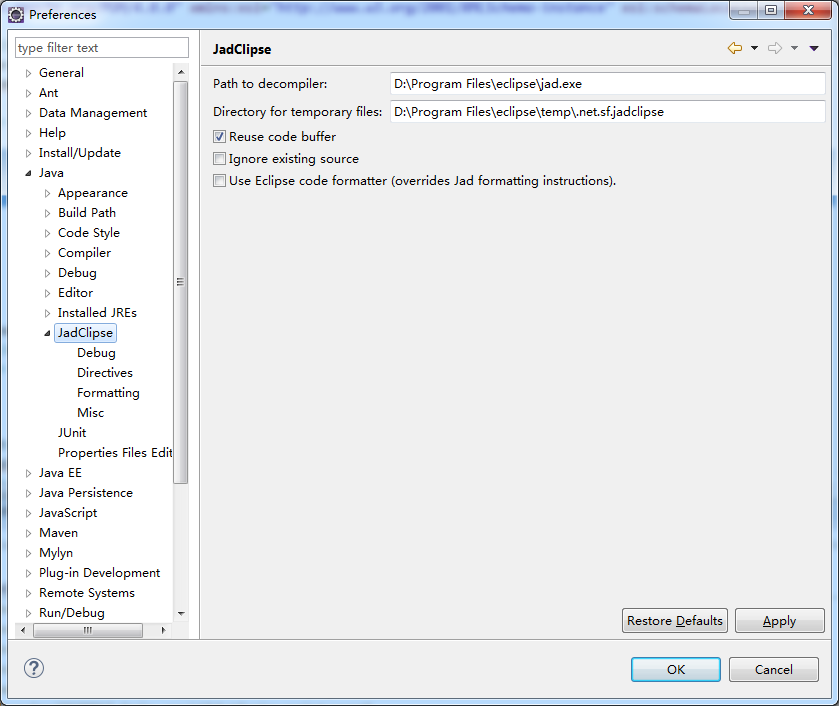 Preferences
type filter text
General
Ant
Data Management
Help
Install/Update
Java
Appearance
Build Path
Code Style
Compiler
Debug
Editor
Installed JREs
JadClipse
Debug
Directives
Formatting
Misc
JUnit
Properties Files Edit
Java EE
Java Persistence
JavaScript
Maven
Mylyn
Plug-in Development
Remote Systems
Run/Debug
JadClipse
Path to decompiler: D:\Program Files\eclipse\jad.exe
Directory for temporary files: D:\Program Files\eclipse\temp\.net.sf.jadclipse
Reuse code buffer
Ignore existing source
Use Eclipse code formatter (overrides Jad formatting instructions).
Restore Defaults Apply
? OK Cancel